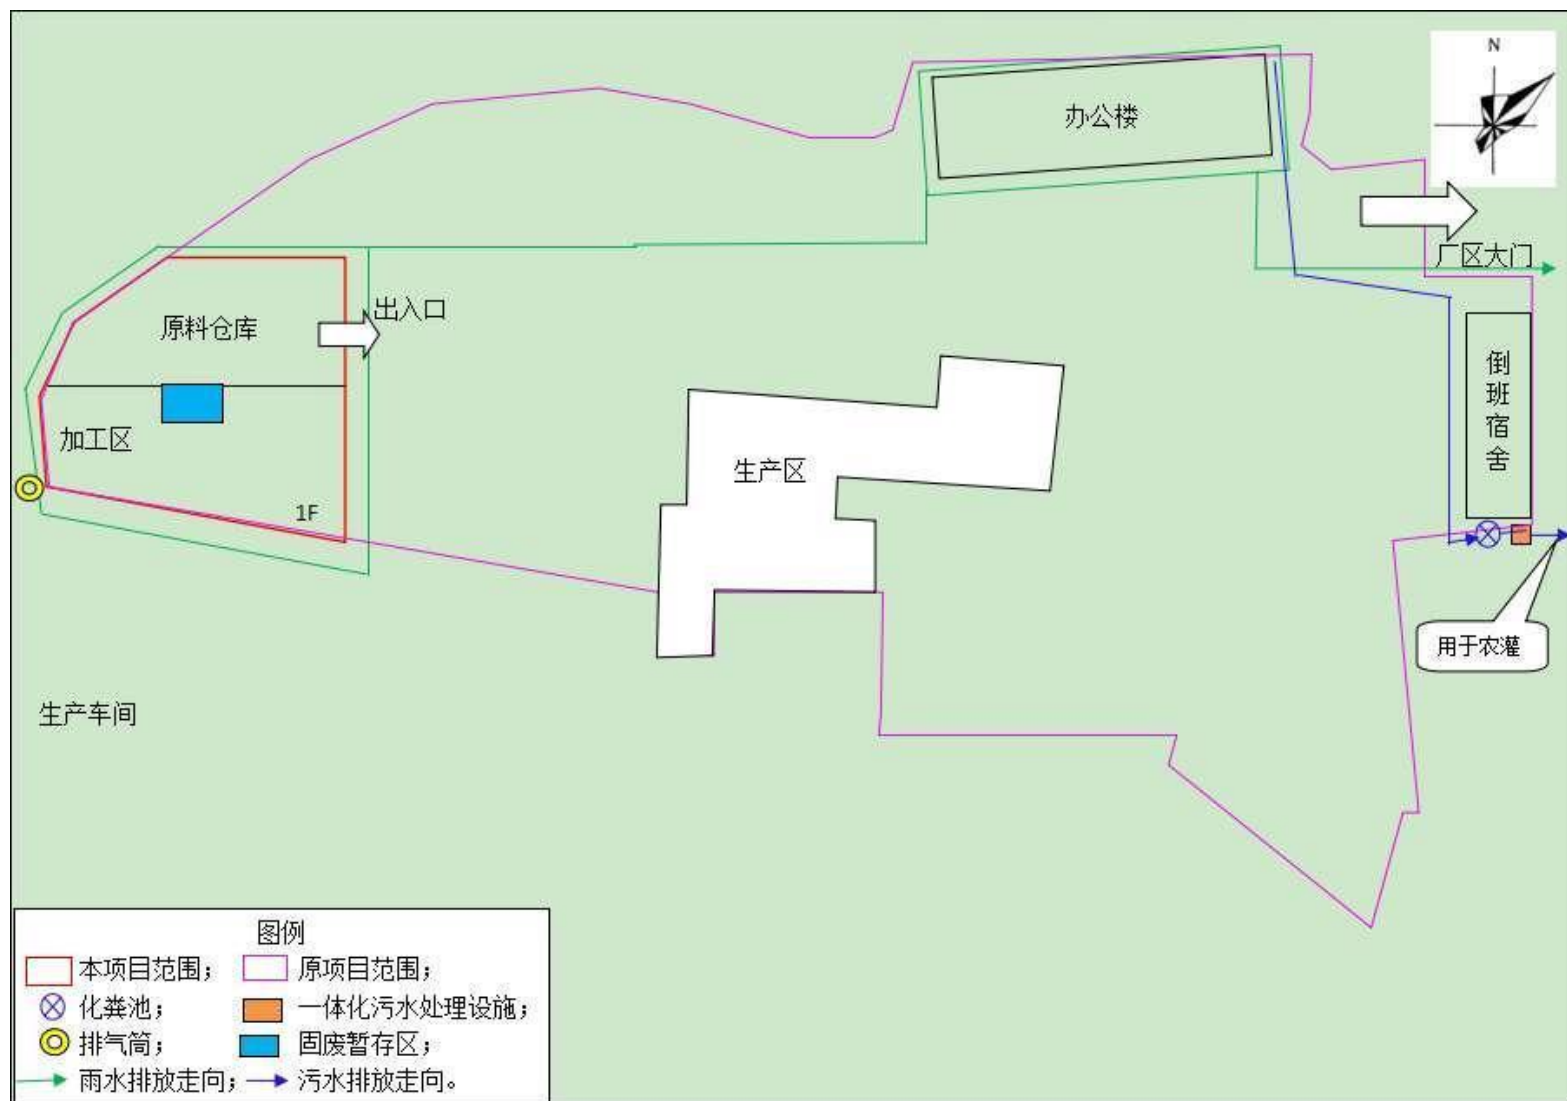 N
办公楼
厂区大门
出入口
原料仓库
倒班宿舍
加工区
生产区
1F
用于农灌
生产车间
图例
本项目范围； 原项目范围；
化粪池； 一体化污水处理设施；
排气筒； 固废暂存区；
雨水排放走向； 污水排放走向。